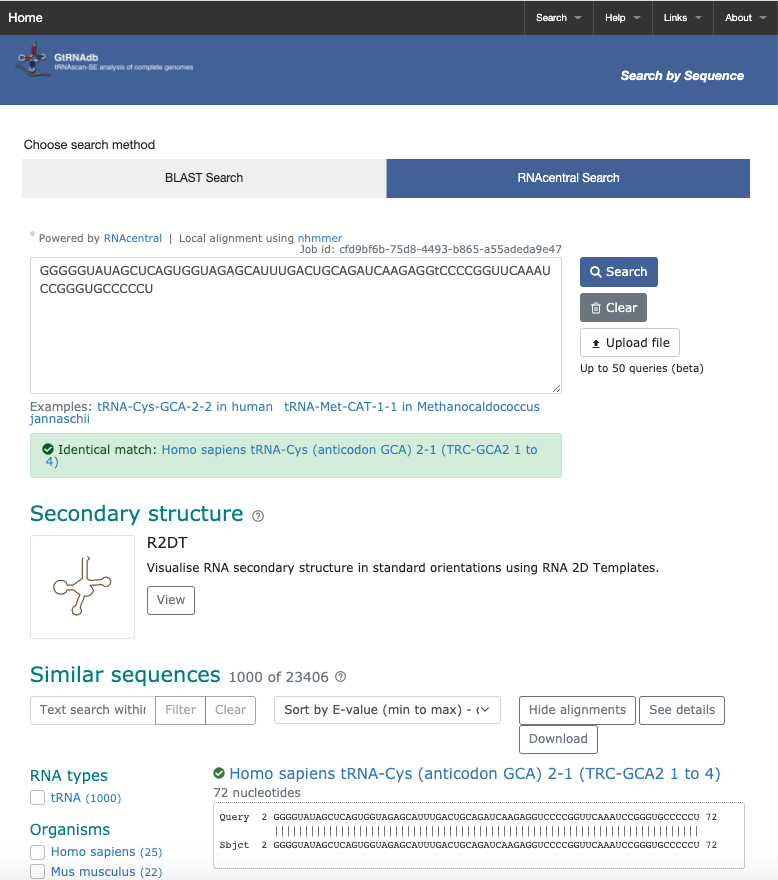 Home Search Help Links About
GtRNAdb
tRNAscan-SE analysis of complete genomes
Search by Sequence
Choose search method
BLAST Search RNAcentral Search
Powered by RNAcentral | Local alignment using nhmmer
Job id: cfd9bf6b-75d8-4493-b865-a55adeda9e47
GGGGGUAUAGCUCAGUGGUAGAGCAUUUGACUGCAGAUCAAGAGGtCCCCGGUUCAAAU
CCGGGUGCCCCCU
Search
Clear
Upload file
Up to 50 queries (beta)
Examples: tRNA-Cys-GCA-2-2 in human tRNA-Met-CAT-1-1 in Methanocaldococcus
jannaschii
Identical match: Homo sapiens tRNA-Cys (anticodon GCA) 2-1 (TRC-GCA2 1 to
4)
Secondary structure
R2DT
Visualise RNA secondary structure in standard orientations using RNA 2D Templates.
View
Similar sequences 1000 of 23406
Text search within Filter Clear Sort by E-value (min to max) - Hide alignments See details
Download
RNA types
tRNA (1000)
Organisms
Homo sapiens (25)
Mus musculus (22)
Homo sapiens tRNA-Cys (anticodon GCA) 2-1 (TRC-GCA2 1 to 4)
72 nucleotides
Query 2 GGGGUAUAGCUCAGUGGUAGAGCAUUUGACUGCAGAUCAAGAGGUCCCCGGUUCAAAUCCGGGUGCCCCCU 72
|||||||||||||||||||||||||||||||||||||||||||||||||||||||||||||||||||||||
Sbjct 2 GGGGUAUAGCUCAGUGGUAGAGCAUUUGACUGCAGAUCAAGAGGUCCCCGGUUCAAAUCCGGGUGCCCCCU 72